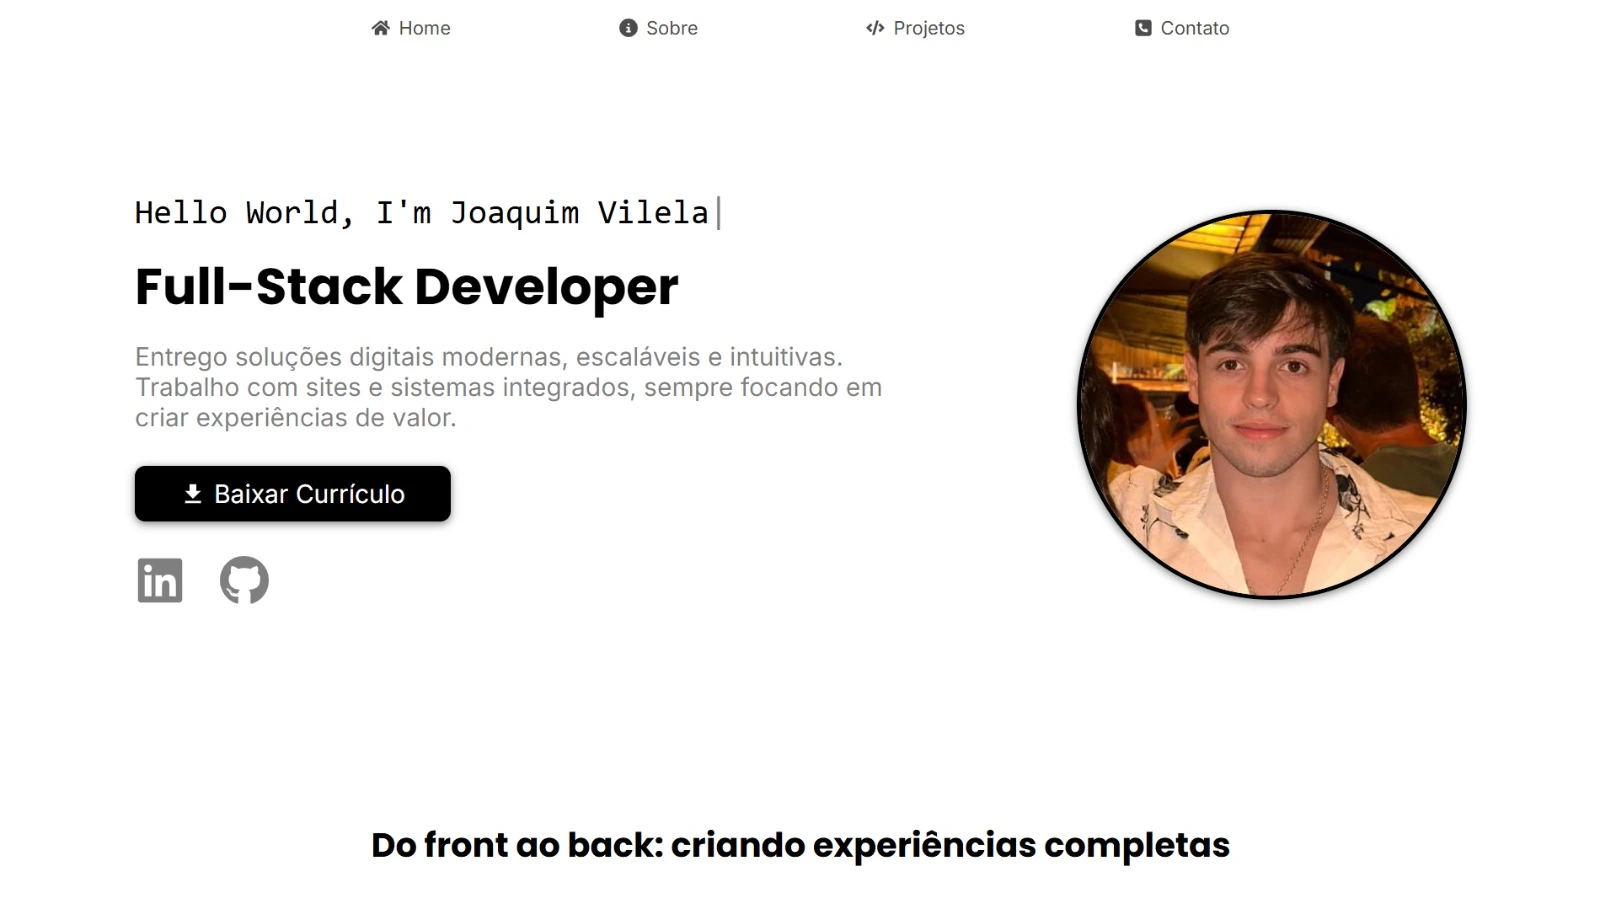 Home
Sobre
Projetos
Contato
Hello World, I'm Joaquim Vilela
Full-Stack Developer
Entrego soluções digitais modernas, escaláveis e intuitivas.
Trabalho com sites e sistemas integrados, sempre focando em
criar experiências de valor.
Baixar Currículo
in
Do front ao back: criando experiências completas